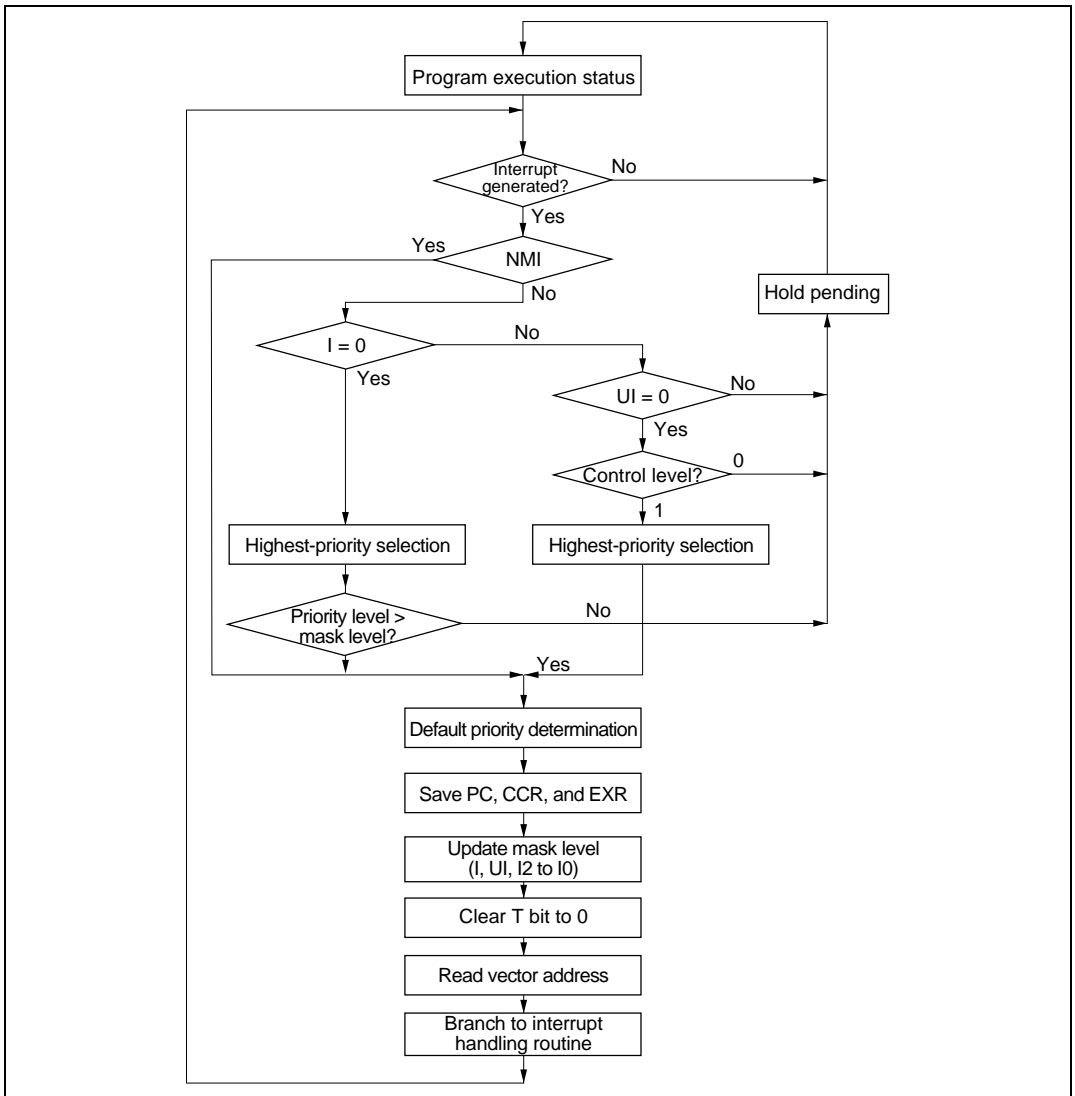 Program execution status
Interrupt
generated?
No
Yes
Yes
NMI
No
Hold pending
I = 0
No
Yes
UI = 0
No
Yes
Control level?
0
1
Highest-priority selection
Highest-priority selection
Priority level >
mask level?
No
Yes
Default priority determination
Save PC, CCR, and EXR
Update mask level
(I, UI, I2 to I0)
Clear T bit to 0
Read vector address
Branch to interrupt
handling routine